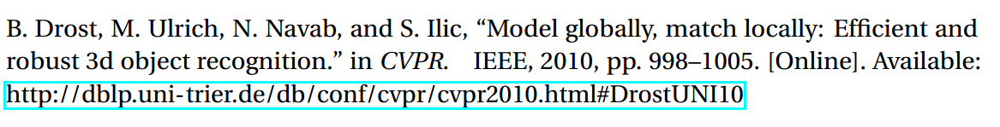 B. Drost, M. Ulrich, N. Navab, and S. Ilic, “Model globally, match locally: Efficient and
robust 3d object recognition.” in CVPR. IEEE, 2010, pp. 998–1005. [Online]. Available:
http://dblp.uni-trier.de/db/conf/cvpr/cvpr2010.html#DrostUNI10